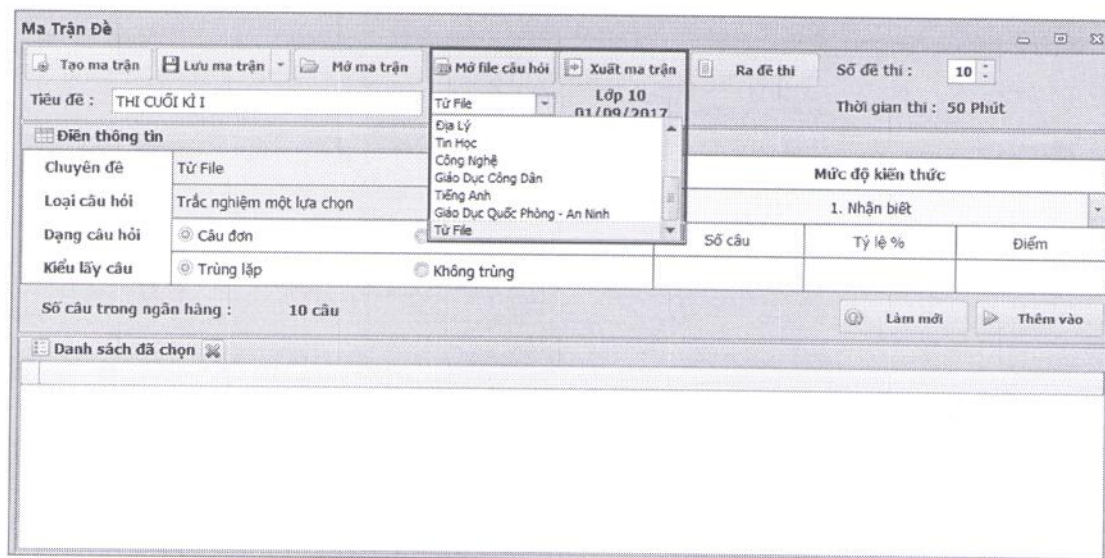 Ma Trận Đề
Tạo ma trận Lưu ma trận Mở ma trận Mở file câu hỏi Xuất ma trận Ra đề thi Số đề thi : 10
Tiêu đề : THI CUỐI KÌ I Từ File Lớp 10
01/09/2017 Thời gian thi : 50 Phút
Địa Lý
Tin Học
Công Nghệ
Giáo Dục Công Dân
Tiếng Anh
Giáo Dục Quốc Phòng - An Ninh
Từ File
Điền thông tin
Chuyên đề Từ File Mức độ kiến thức
Loại câu hỏi Trắc nghiệm một lựa chọn 1. Nhận biết
Dạng câu hỏi Câu đơn Số câu Tỷ lệ % Điểm
Kiểu lấy câu Trùng lặp Không trùng
Số câu trong ngân hàng : 10 câu Làm mới Thêm vào
Danh sách đã chọn